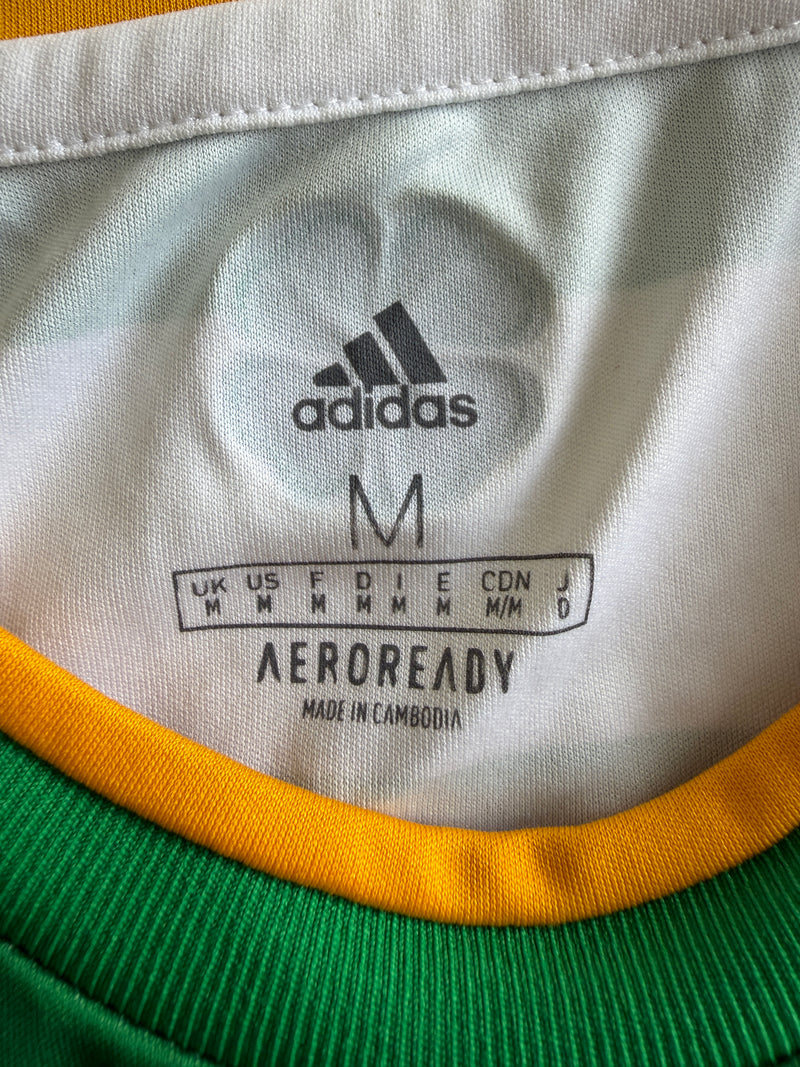 adidas
M
UK US F D I E CDN J
M M M M M M M/M O
AEROREADY
MADE IN CAMBODIA